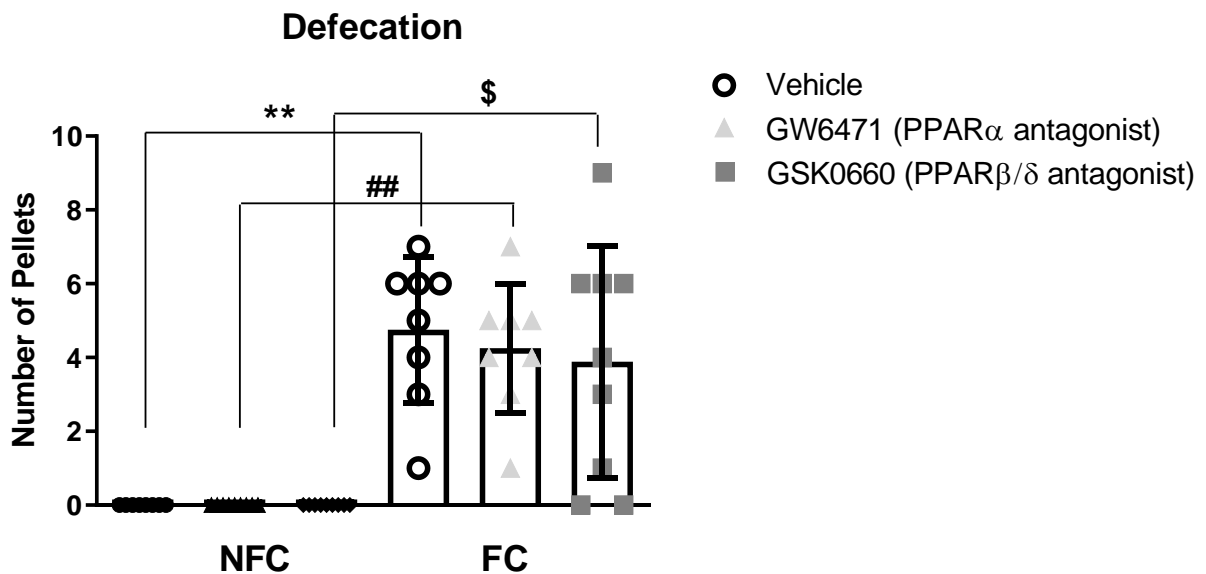 Defecation
Vehicle
GW6471 (PPARα antagonist)
GSK0660 (PPARβ/δ antagonist)
$
**
##
Number of Pellets
10
8
6
4
2
0
NFC FC